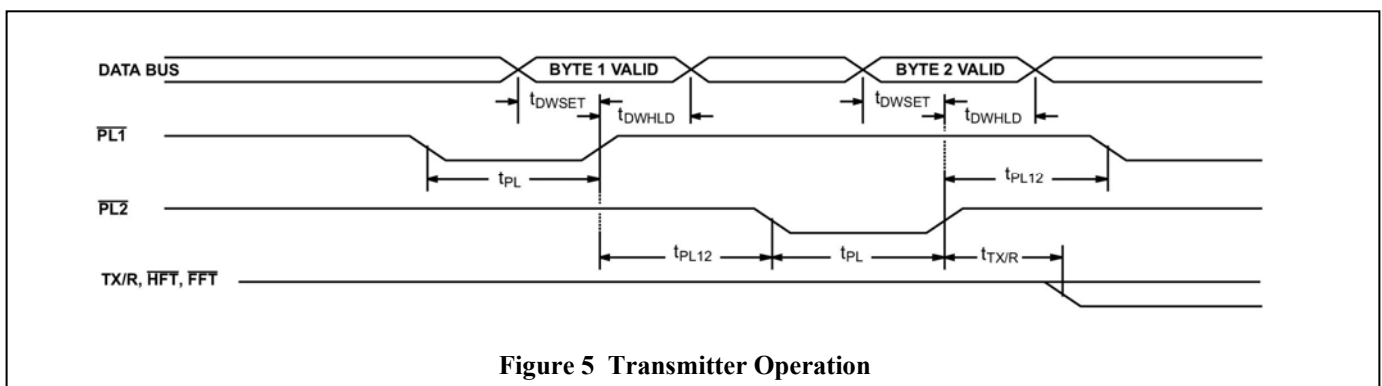 DATA BUS BYTE 1 VALID BYTE 2 VALID
tDWSET tDWSET
tDWHLD tDWHLD
PL1
tPL tPL12
PL2
tPL12 tPL tTX/R
TX/R, HFT, FFT
Figure 5 Transmitter Operation